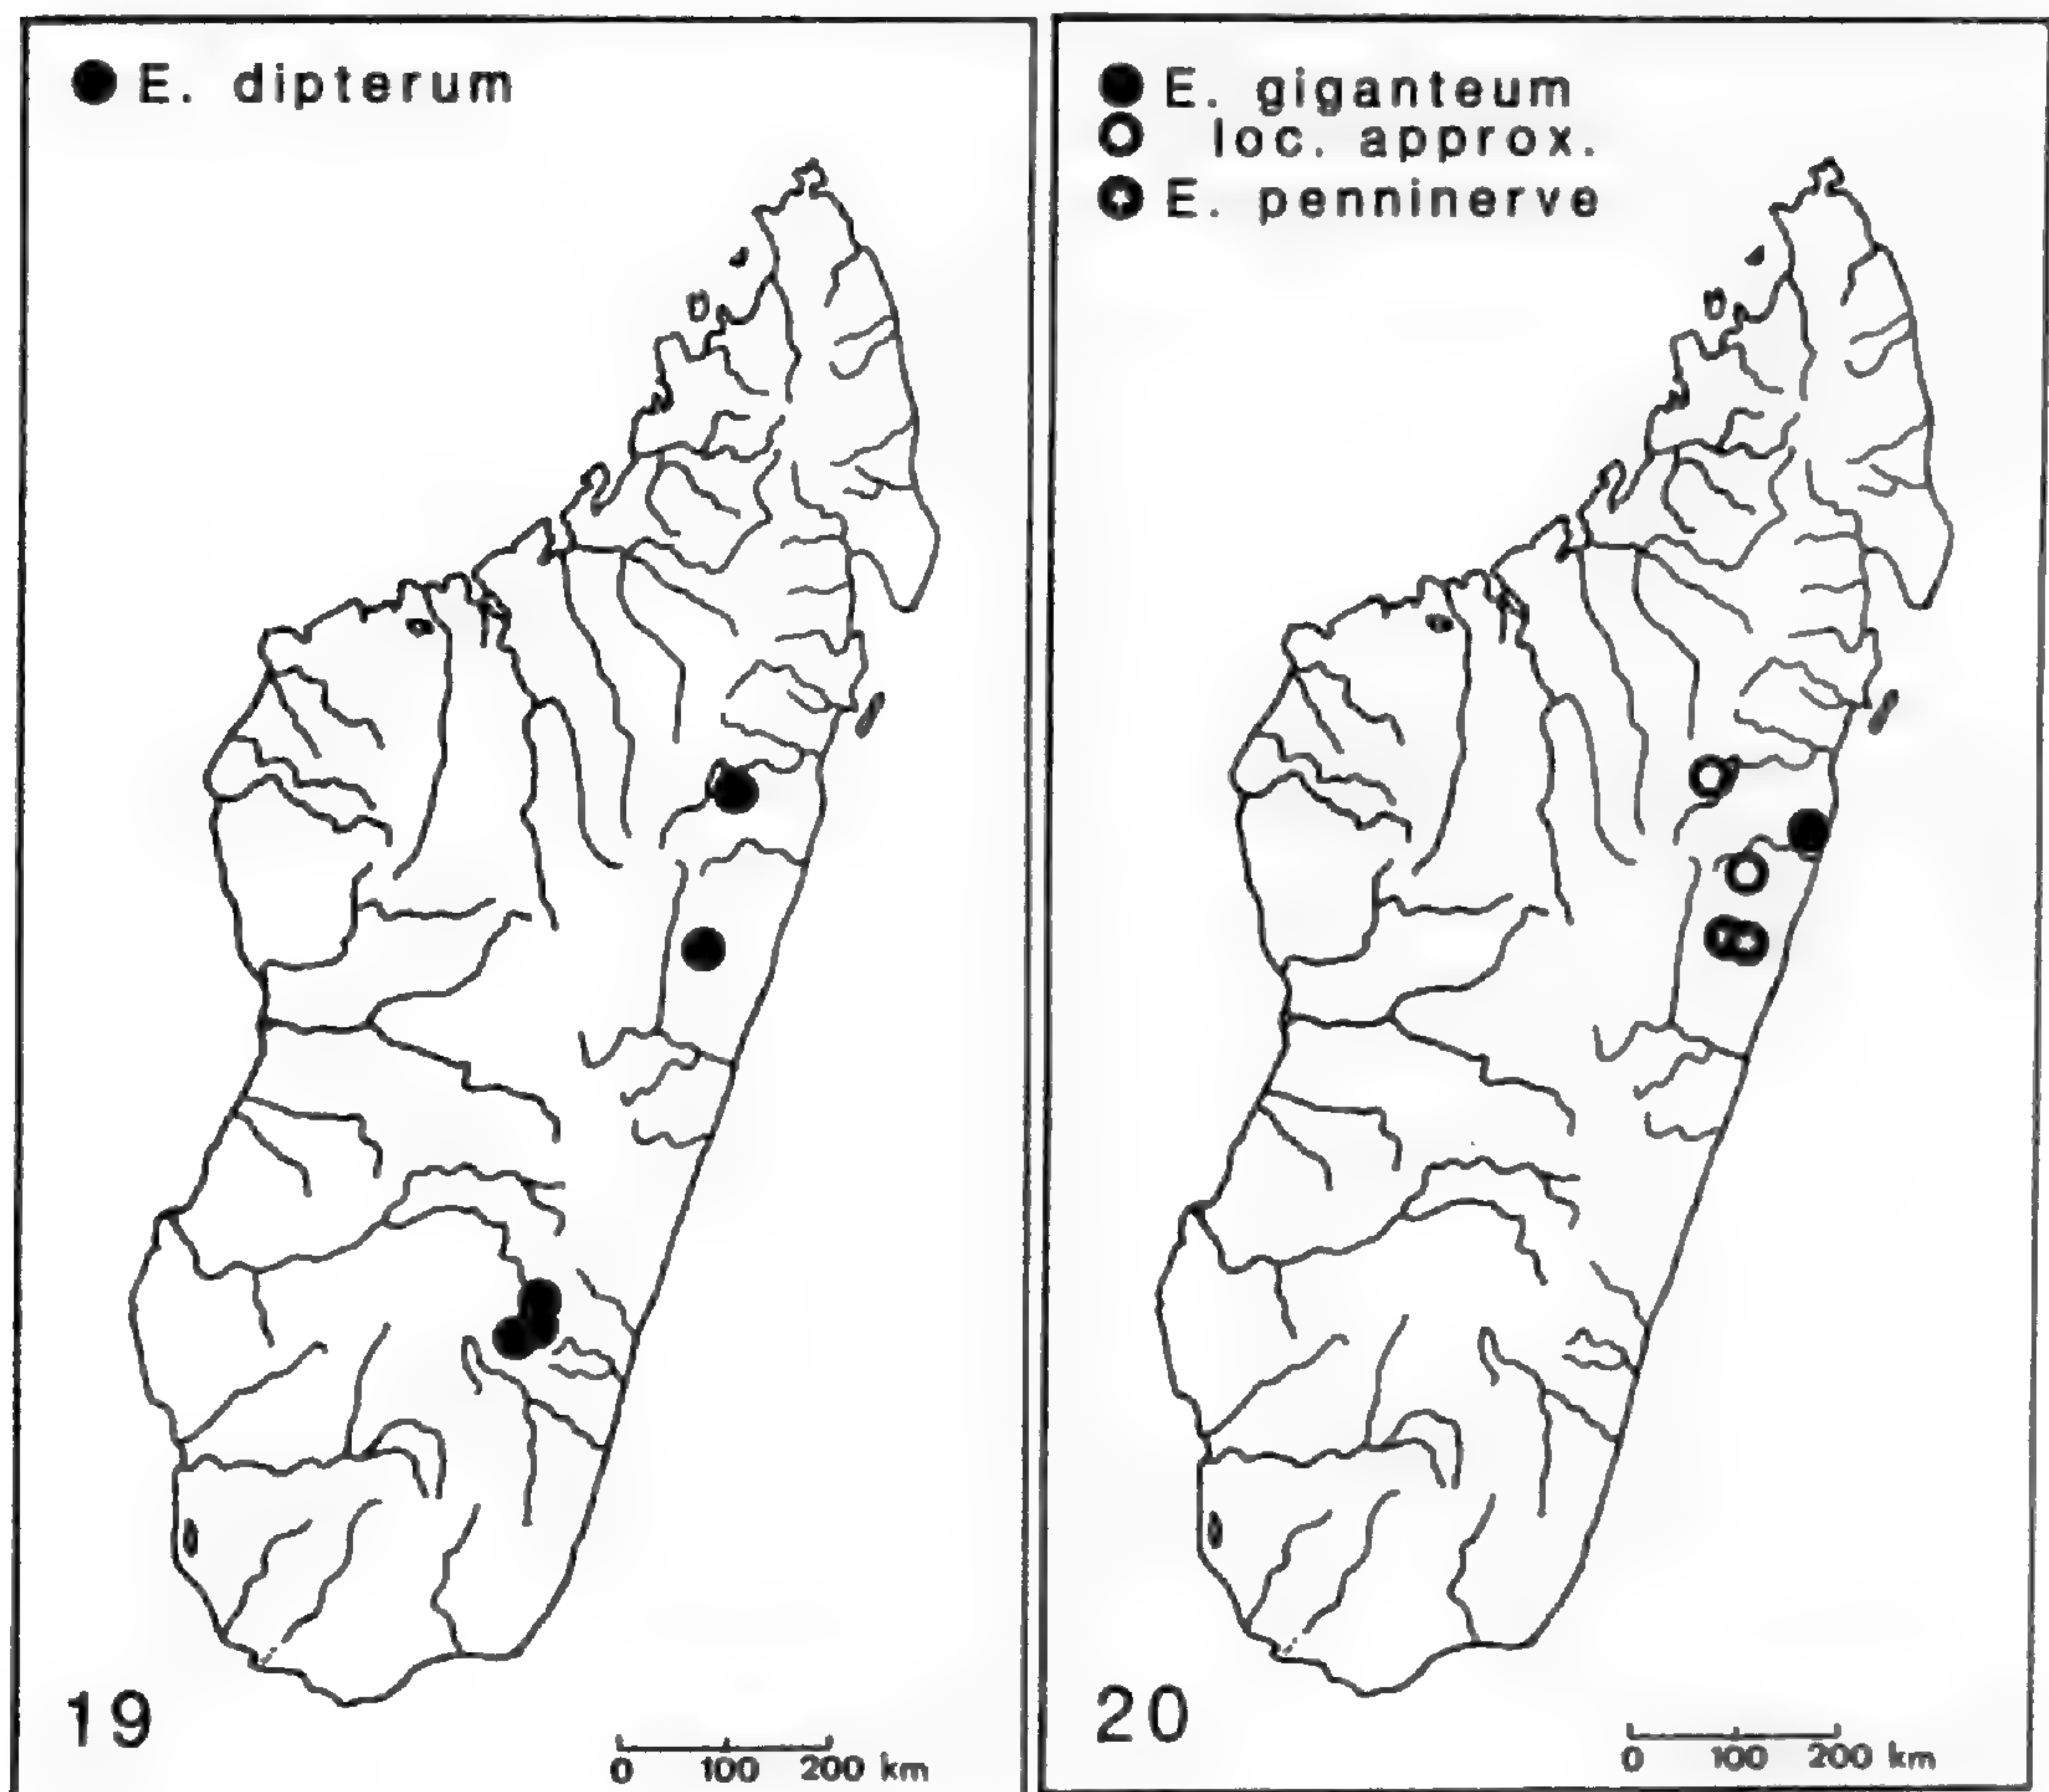 E. dipterum
19
0 100 200 km
E. giganteum
loc. approx.
E. penninerve
20
0 100 200 km